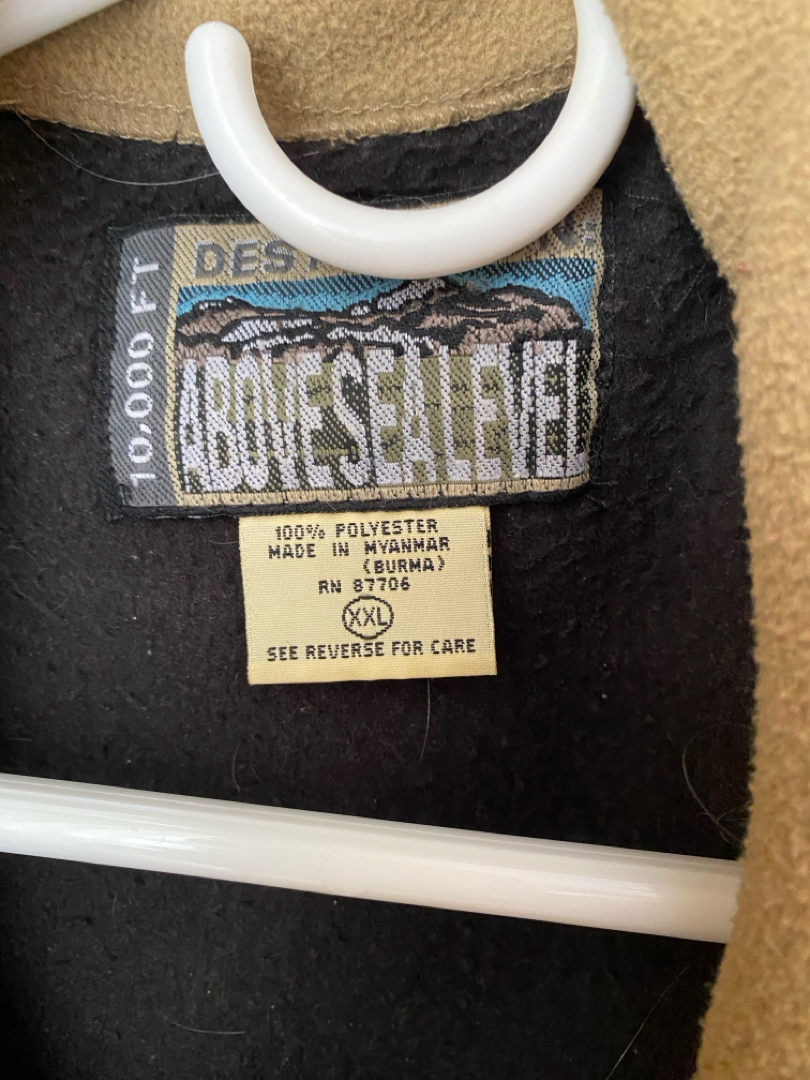 10,000 FT
ABOVE SEA LEVEL
100% POLYESTER
MADE IN MYANMAR
(BURMA)
RN 87706
XXL
SEE REVERSE FOR CARE